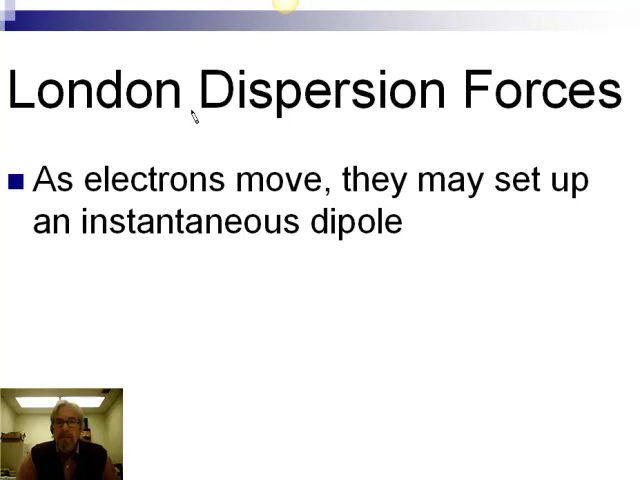 London Dispersion Forces
As electrons move, they may set up
an instantaneous dipole